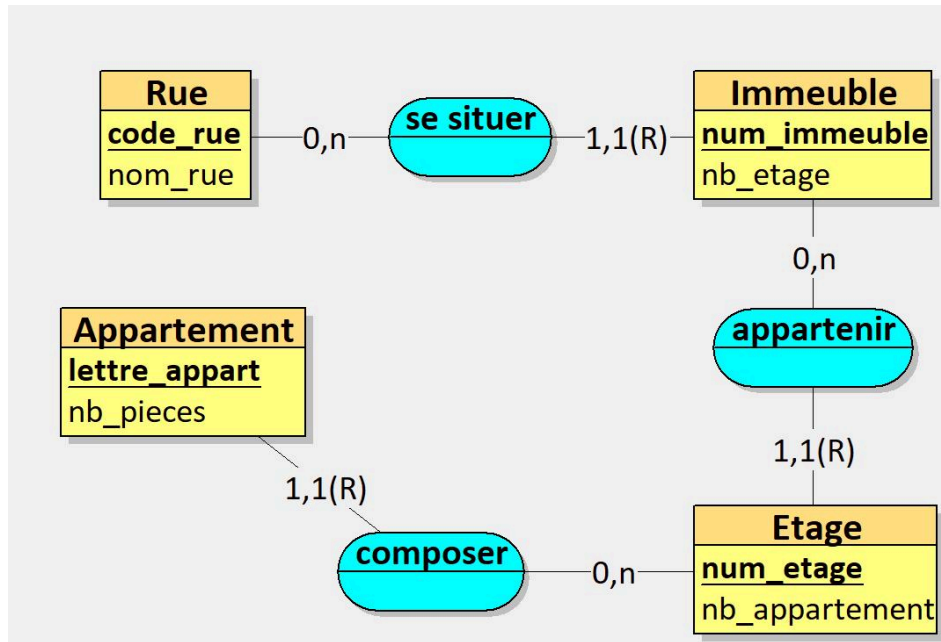 Rue
code_rue
nom_rue
0,n
se situer
1,1(R)
Immeuble
num_immeuble
nb_etage
0,n
appartenir
1,1(R)
Appartement
lettre_appart
nb_pieces
1,1(R)
composer
0,n
Etage
num_etage
nb_appartement